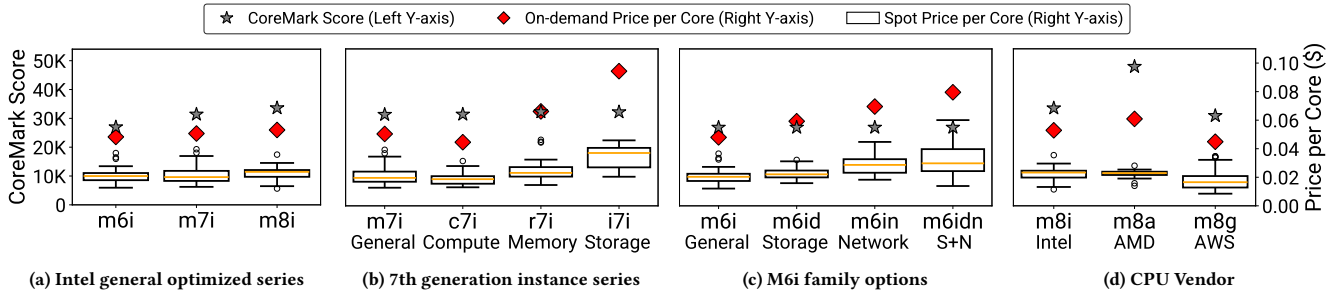 CoreMark Score (Left Y-axis) On-demand Price per Core (Right Y-axis) Spot Price per Core (Right Y-axis)
CoreMark Score
50K
40K
30K
20K
10K
0
m6i m7i m8i
m7i c7i r7i i7i
General Compute Memory Storage
m6i m6id m6in m6idn
General Storage Network S+N
m8i m8a m8g
Intel AMD AWS
0.10
0.08
0.06
0.04
0.02
0.00
Price per Core ($)
(a) Intel general optimized series
(b) 7th generation instance series
(c) M6i family options
(d) CPU Vendor